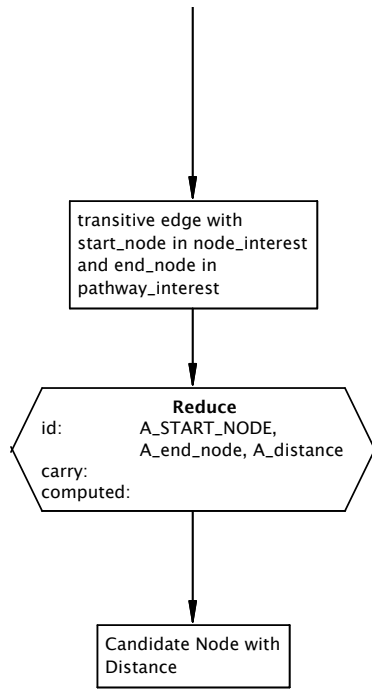 transitive edge with
start_node in node_interest
and end_node in
pathway_interest
Reduce
id: A_START_NODE,
A_end_node, A_distance
carry:
computed:
Candidate Node with
Distance